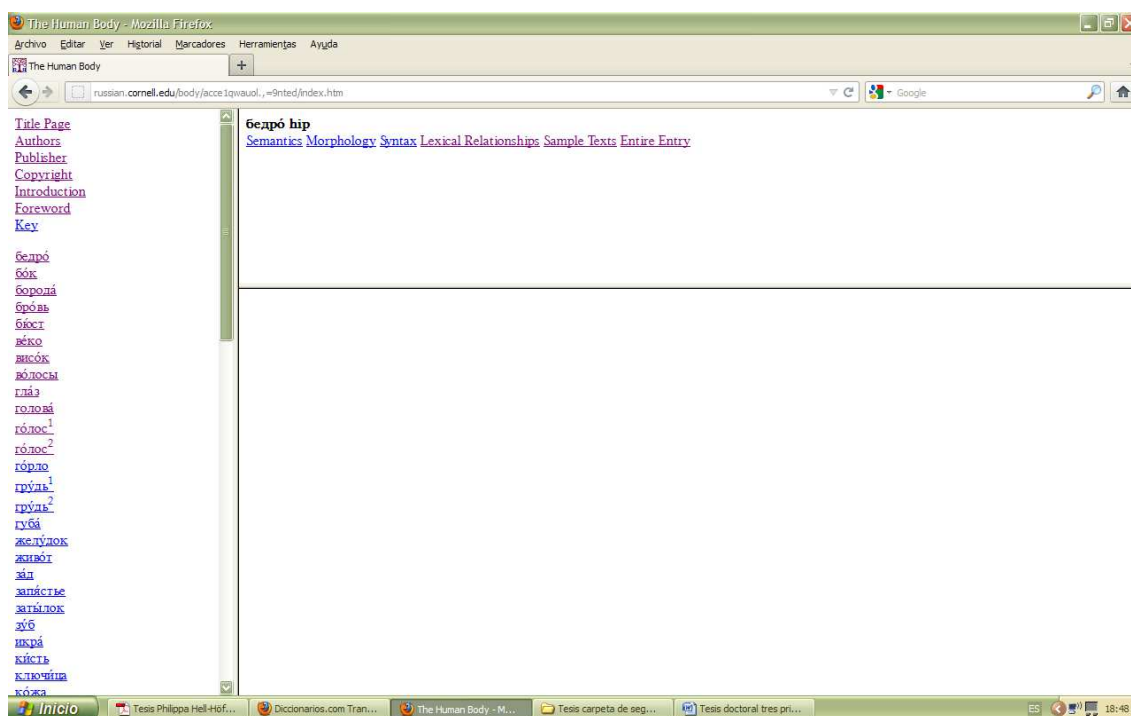 The Human Body - Mozilla Firefox
Archivo Editar Ver Historial Marcadores Herramientas Ayuda
The Human Body +
russian.cornell.edu/body/acce1qwauol.,=9nted/index.htm Google
Title Page
Authors
Publisher
Copyright
Introduction
Foreword
Key
бедро́
бо́к
борода́
бро́вь
бю́ст
ве́ко
висо́к
во́лосы
гла́з
голова́
го́лос1
го́лос2
го́рло
гру́дь1
гру́дь2
губа́
желу́док
живо́т
за́д
запя́стье
заты́лок
зу́б
икра́
ки́сть
ключи́ца
ко́жа
бедро́ hip
Semantics Morphology Syntax Lexical Relationships Sample Texts Entire Entry
Inicio Tesis Philippa Hell-Höf... Diccionarios.com Tran... The Human Body - M... Tesis carpeta de seg... Tesis doctoral tres pri... ES 18:48